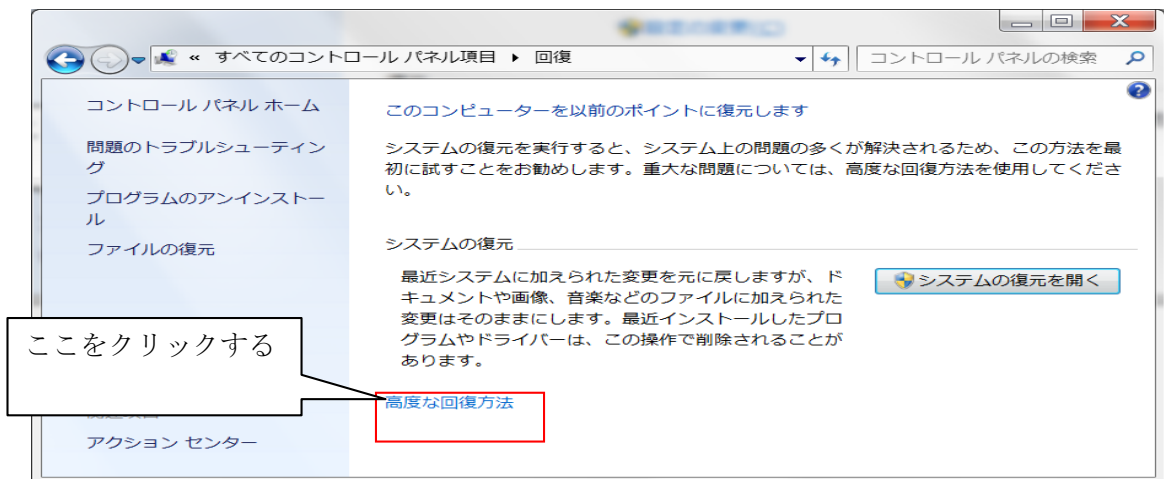 « すべてのコントロール パネル項目 ▶ 回復
コントロール パネルの検索
コントロール パネル ホーム
問題のトラブルシューティン
グ
プログラムのアンインストー
ル
ファイルの復元
アクション センター
このコンピューターを以前のポイントに復元します
システムの復元を実行すると、システム上の問題の多くが解決されるため、この方法を最
初に試すことをお勧めします。重大な問題については、高度な回復方法を使用してくださ
い。
システムの復元
最近システムに加えられた変更を元に戻しますが、ド
キュメントや画像、音楽などのファイルに加えられた
変更はそのままにします。最近インストールしたプロ
グラムやドライバーは、この操作で削除されることが
あります。
システムの復元を開く
高度な回復方法
ここをクリックする